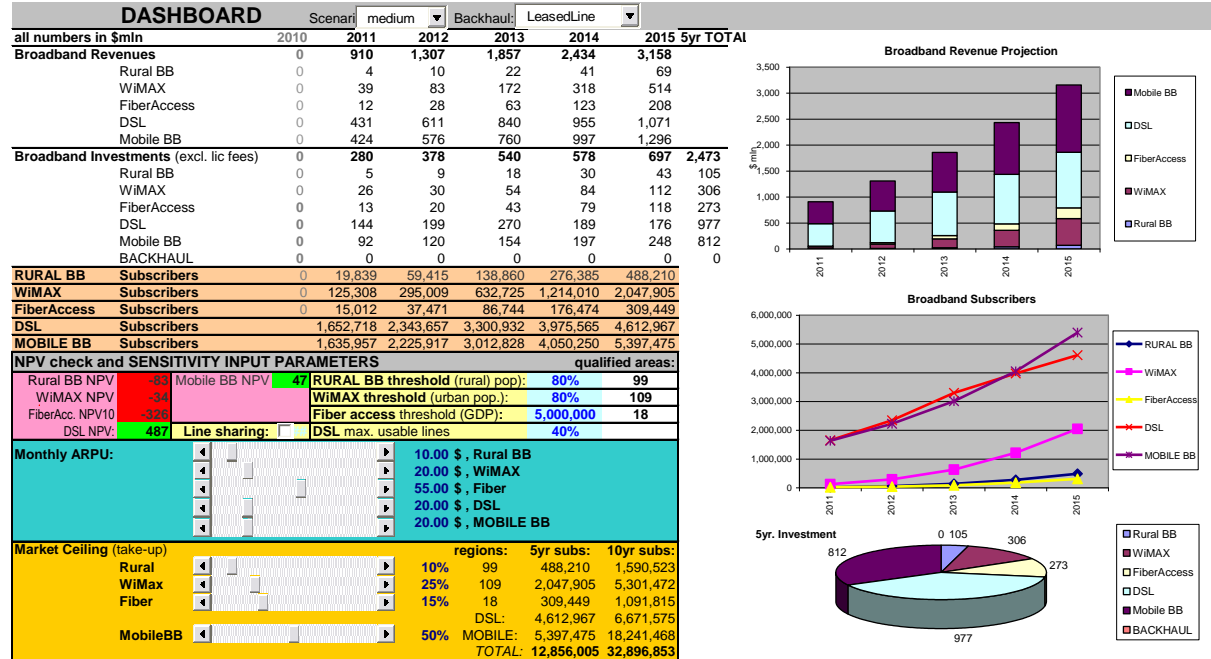 DASHBOARD Scenari medium Backhaul: LeasedLine
all numbers in $mln 2010 2011 2012 2013 2014 2015 5yr TOTAL
Broadband Revenues 0 910 1,307 1,857 2,434 3,158
Rural BB 0 4 10 22 41 69
WiMAX 0 39 83 172 318 514
FiberAccess 0 12 28 63 123 208
DSL 0 431 611 840 955 1,071
Mobile BB 0 424 576 760 997 1,296
Broadband Investments (excl. lic fees) 0 280 378 540 578 697 2,473
Rural BB 0 5 9 18 30 43 105
WiMAX 0 26 30 54 84 112 306
FiberAccess 0 13 20 43 79 118 273
DSL 0 144 199 270 189 176 977
Mobile BB 0 92 120 154 197 248 812
BACKHAUL 0 0 0 0 0 0 0
RURAL BB Subscribers 0 19,839 59,415 138,860 276,385 488,210
WiMAX Subscribers 0 125,308 295,009 632,725 1,214,010 2,047,905
FiberAccess Subscribers 0 15,012 37,471 86,744 176,474 309,449
DSL Subscribers 1,652,718 2,343,657 3,300,932 3,975,565 4,612,967
MOBILE BB Subscribers 1,635,957 2,225,917 3,012,828 4,050,250 5,397,475
NPV check and SENSITIVITY INPUT PARAMETERS qualified areas:
Rural BB NPV -83 Mobile BB NPV 47 RURAL BB threshold (rural) pop): 80% 99
WiMAX NPV -34 WiMAX threshold (urban pop.): 80% 109
FiberAcc. NPV10 -326 Fiber access threshold (GDP): 5,000,000 18
DSL NPV: 487 Line sharing: DSL max. usable lines 40%
Monthly ARPU: 10.00 $ , Rural BB
20.00 $ , WiMAX
55.00 $ , Fiber
20.00 $ , DSL
20.00 $ , MOBILE BB
Market Ceiling (take-up) regions: 5yr subs: 10yr subs:
Rural 10% 99 488,210 1,590,523
WiMax 25% 109 2,047,905 5,301,472
Fiber 15% 18 309,449 1,091,815
DSL: 4,612,967 6,671,575
MobileBB 50% MOBILE: 5,397,475 18,241,468
TOTAL: 12,856,005 32,896,853
Broadband Revenue Projection
$ mln
3,500
3,000
2,500
2,000
1,500
1,000
500
0
2011 2012 2013 2014 2015
Mobile BB
DSL
FiberAccess
WiMAX
Rural BB
Broadband Subscribers
6,000,000
5,000,000
4,000,000
3,000,000
2,000,000
1,000,000
0
2011 2012 2013 2014 2015
RURAL BB
WiMAX
FiberAccess
DSL
MOBILE BB
5yr. Investment
0 105
306
273
977
812
Rural BB
WiMAX
FiberAccess
DSL
Mobile BB
BACKHAUL